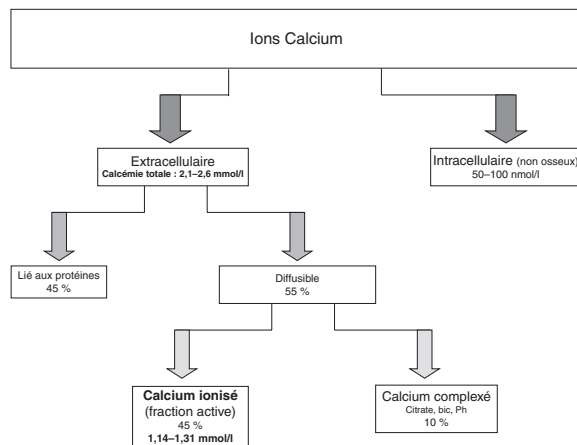 Ions Calcium
Extracellulaire
Calcémie totale : 2,1–2,6 mmol/l
Intracellulaire (non osseux)
50–100 nmol/l
Lié aux protéines
45 %
Diffusible
55 %
Calcium ionisé
(fraction active)
45 %
1,14–1,31 mmol/l
Calcium complexé
Citrate, bic, Ph
10 %